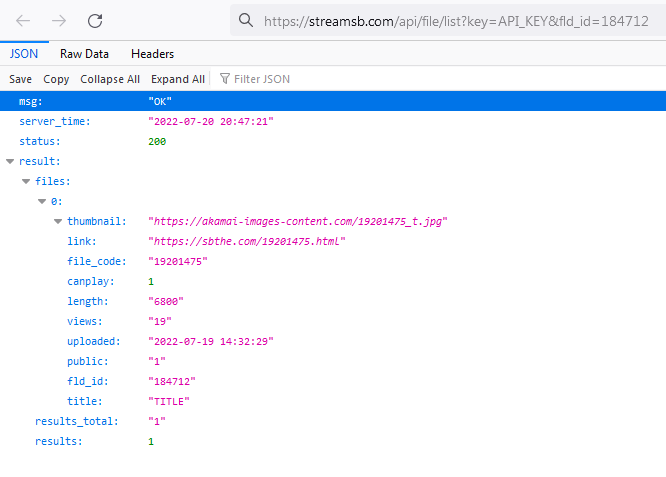 https://streamsb.com/api/file/list?key=API_KEY&fld_id=184712
JSON Raw Data Headers
Save Copy Collapse All Expand All Filter JSON
msg: "OK"
server_time: "2022-07-20 20:47:21"
status: 200
result:
files:
0:
thumbnail: "https://akamai-images-content.com/19201475_t.jpg"
link: "https://sbthe.com/19201475.html"
file_code: "19201475"
canplay: 1
length: "6800"
views: "19"
uploaded: "2022-07-19 14:32:29"
public: "1"
fld_id: "184712"
title: "TITLE"
results_total: "1"
results: 1